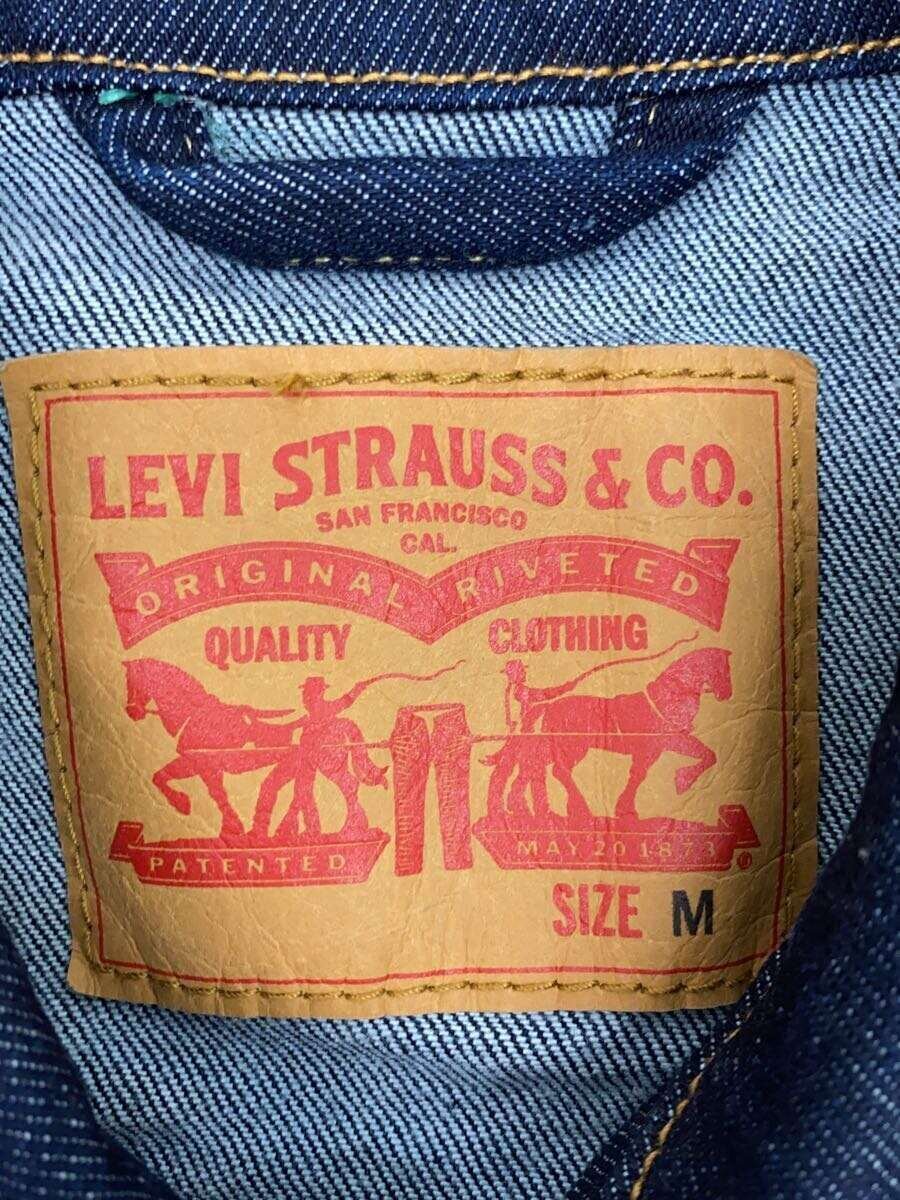 LEVI STRAUSS & CO.
SAN FRANCISCO
CAL.
ORIGINAL RIVETED
QUALITY CLOTHING
PATENTED MAY 20 1873 ®
SIZE M